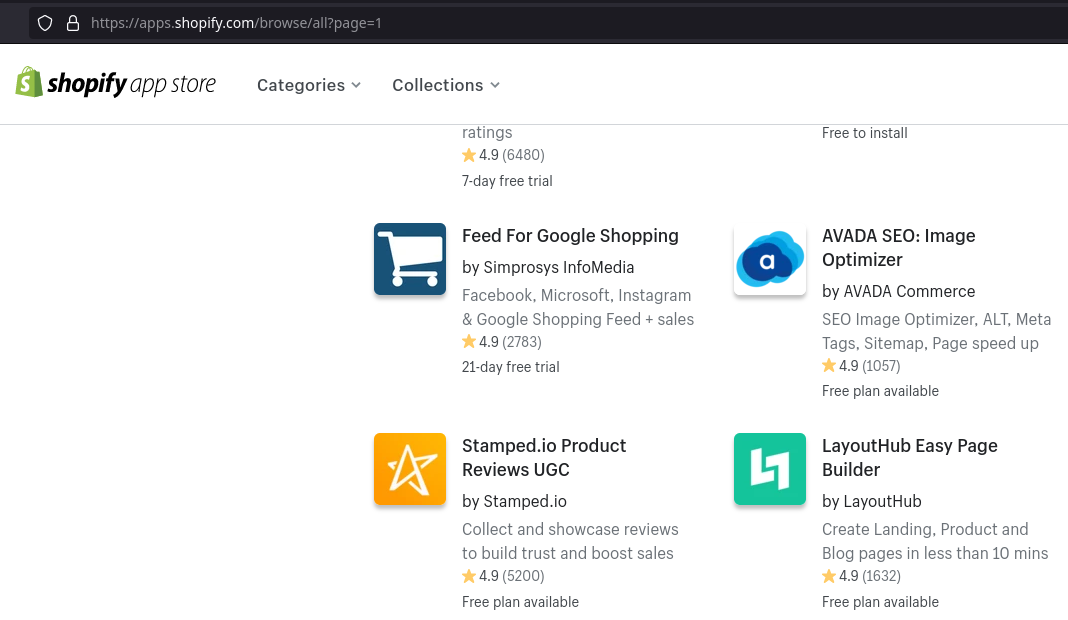 https://apps.shopify.com/browse/all?page=1
shopify app store
Categories
Collections
ratings
4.9 (6480)
7-day free trial
Free to install
Feed For Google Shopping
by Simprosys InfoMedia
Facebook, Microsoft, Instagram
& Google Shopping Feed + sales
4.9 (2783)
21-day free trial
a
AVADA SEO: Image
Optimizer
by AVADA Commerce
SEO Image Optimizer, ALT, Meta
Tags, Sitemap, Page speed up
4.9 (1057)
Free plan available
Stamped.io Product
Reviews UGC
by Stamped.io
Collect and showcase reviews
to build trust and boost sales
4.9 (5200)
Free plan available
LayoutHub Easy Page
Builder
by LayoutHub
Create Landing, Product and
Blog pages in less than 10 mins
4.9 (1632)
Free plan available